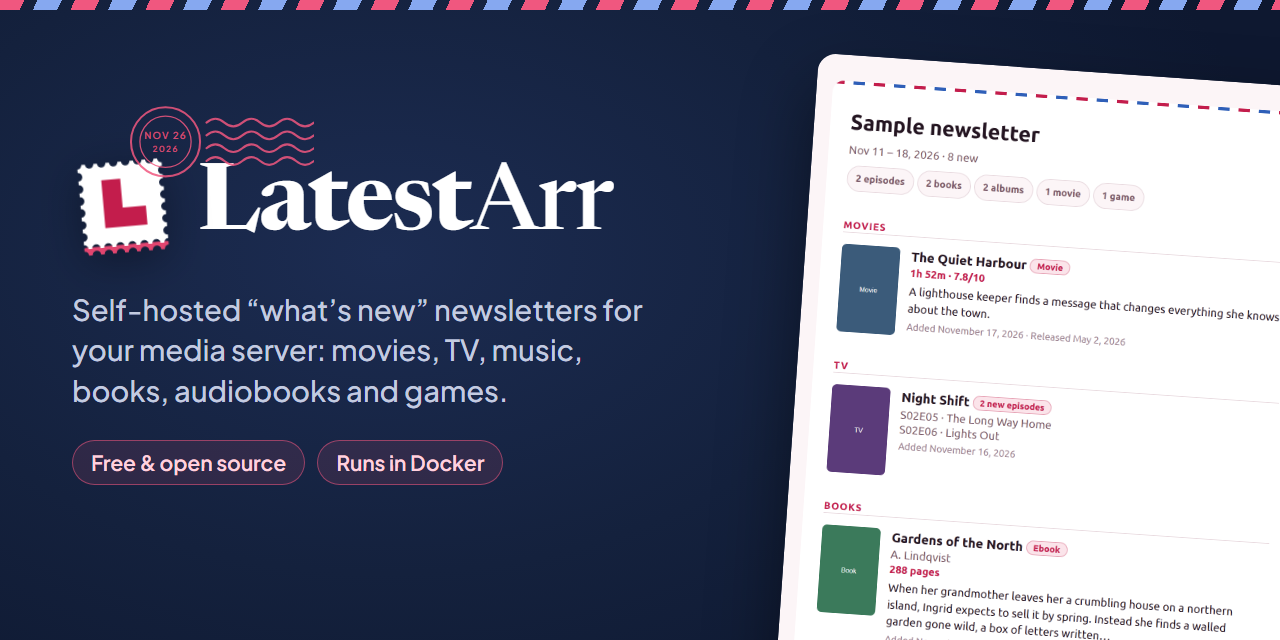 NOV 26
2026
L
LatestArr
Self-hosted “what’s new” newsletters for
your media server: movies, TV, music,
books, audiobooks and games.
Free & open source
Runs in Docker
Sample newsletter
Nov 11 – 18, 2026 · 8 new
2 episodes
2 books
2 albums
1 movie
1 game
MOVIES
Movie
The Quiet Harbour Movie
1h 52m · 7.8/10
A lighthouse keeper finds a message that changes everything she knows
about the town.
Added November 17, 2026 · Released May 2, 2026
TV
TV
Night Shift 2 new episodes
S02E05 · The Long Way Home
S02E06 · Lights Out
Added November 16, 2026
BOOKS
Book
Gardens of the North Ebook
A. Lindqvist
288 pages
When her grandmother leaves her a crumbling house on a northern
island, Ingrid expects to sell it by spring. Instead she finds a walled
garden gone wild, a box of letters written…
Added